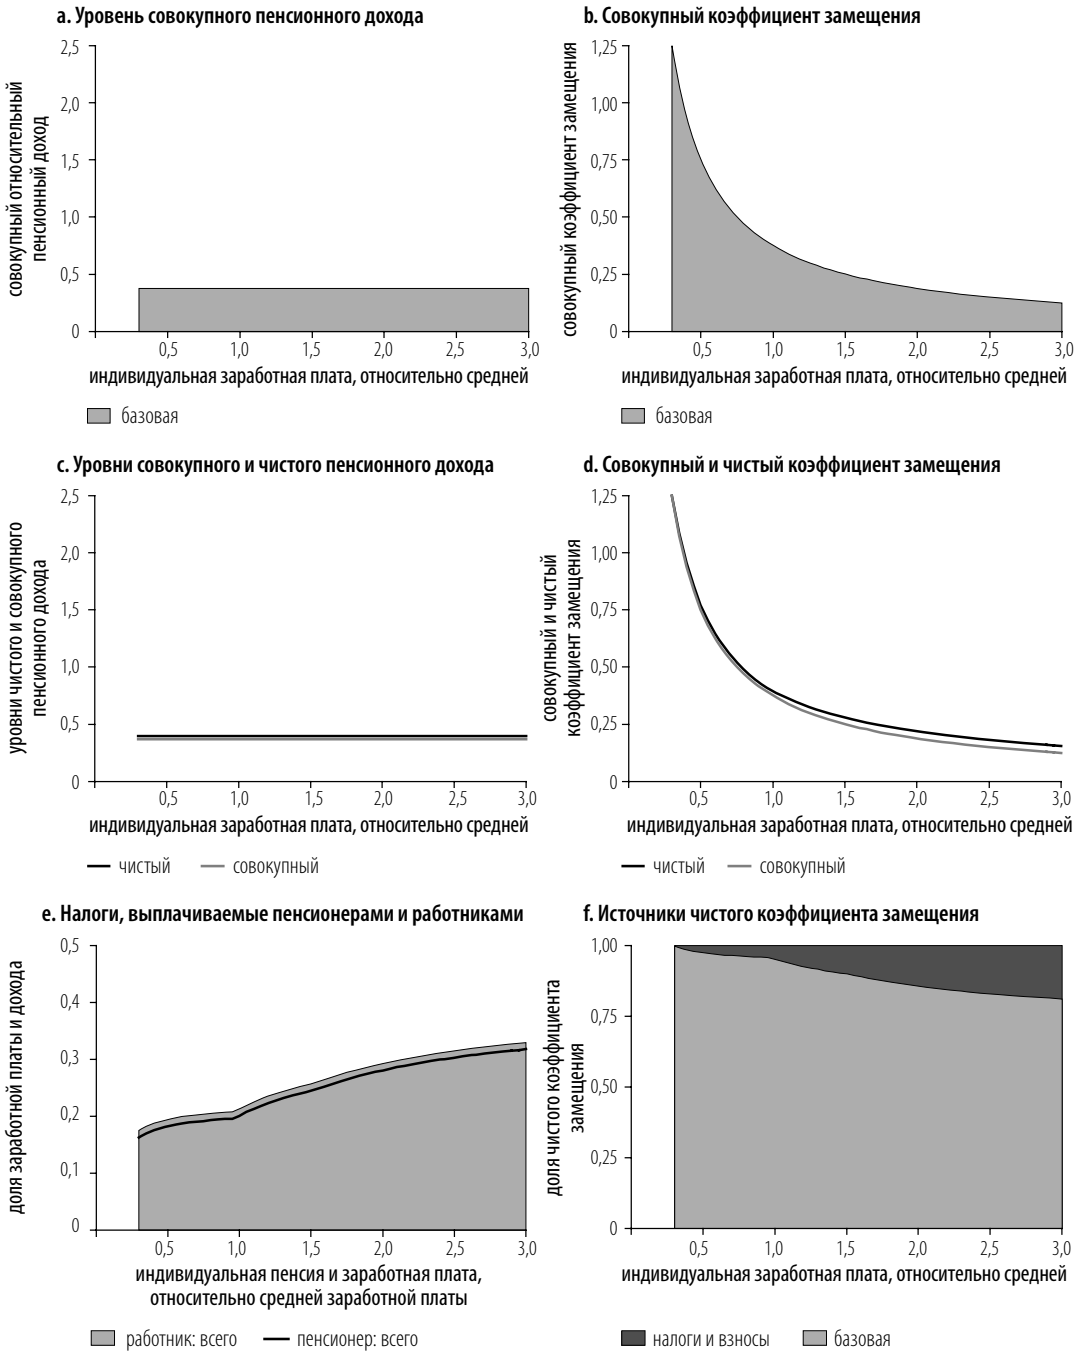 a. Уровень совокупного пенсионного дохода
совокупный относительный
пенсионный доход
2,5
2,0
1,5
1,0
0,5
0
0,5 1,0 1,5 2,0 2,5 3,0
индивидуальная заработная плата, относительно средней
базовая
b. Совокупный коэффициент замещения
совокупный коэффициент замещения
1,25
1,00
0,75
0,50
0,25
0
0,5 1,0 1,5 2,0 2,5 3,0
индивидуальная заработная плата, относительно средней
базовая
c. Уровни совокупного и чистого пенсионного дохода
уровни чистого и совокупного
пенсионного дохода
2,5
2,0
1,5
1,0
0,5
0
0,5 1,0 1,5 2,0 2,5 3,0
индивидуальная заработная плата, относительно средней
чистый совокупный
d. Совокупный и чистый коэффициент замещения
совокупный и чистый
коэффициент замещения
1,25
1,00
0,75
0,50
0,25
0
0,5 1,0 1,5 2,0 2,5 3,0
индивидуальная заработная плата, относительно средней
чистый совокупный
e. Налоги, выплачиваемые пенсионерами и работниками
доля заработной платы и дохода
0,5
0,4
0,3
0,2
0,1
0
0,5 1,0 1,5 2,0 2,5 3,0
индивидуальная пенсия и заработная плата,
относительно средней заработной платы
работник: всего пенсионер: всего
f. Источники чистого коэффициента замещения
доля чистого коэффициента
замещения
1,00
0,75
0,50
0,25
0
0,5 1,0 1,5 2,0 2,5 3,0
индивидуальная заработная плата, относительно средней
налоги и взносы базовая